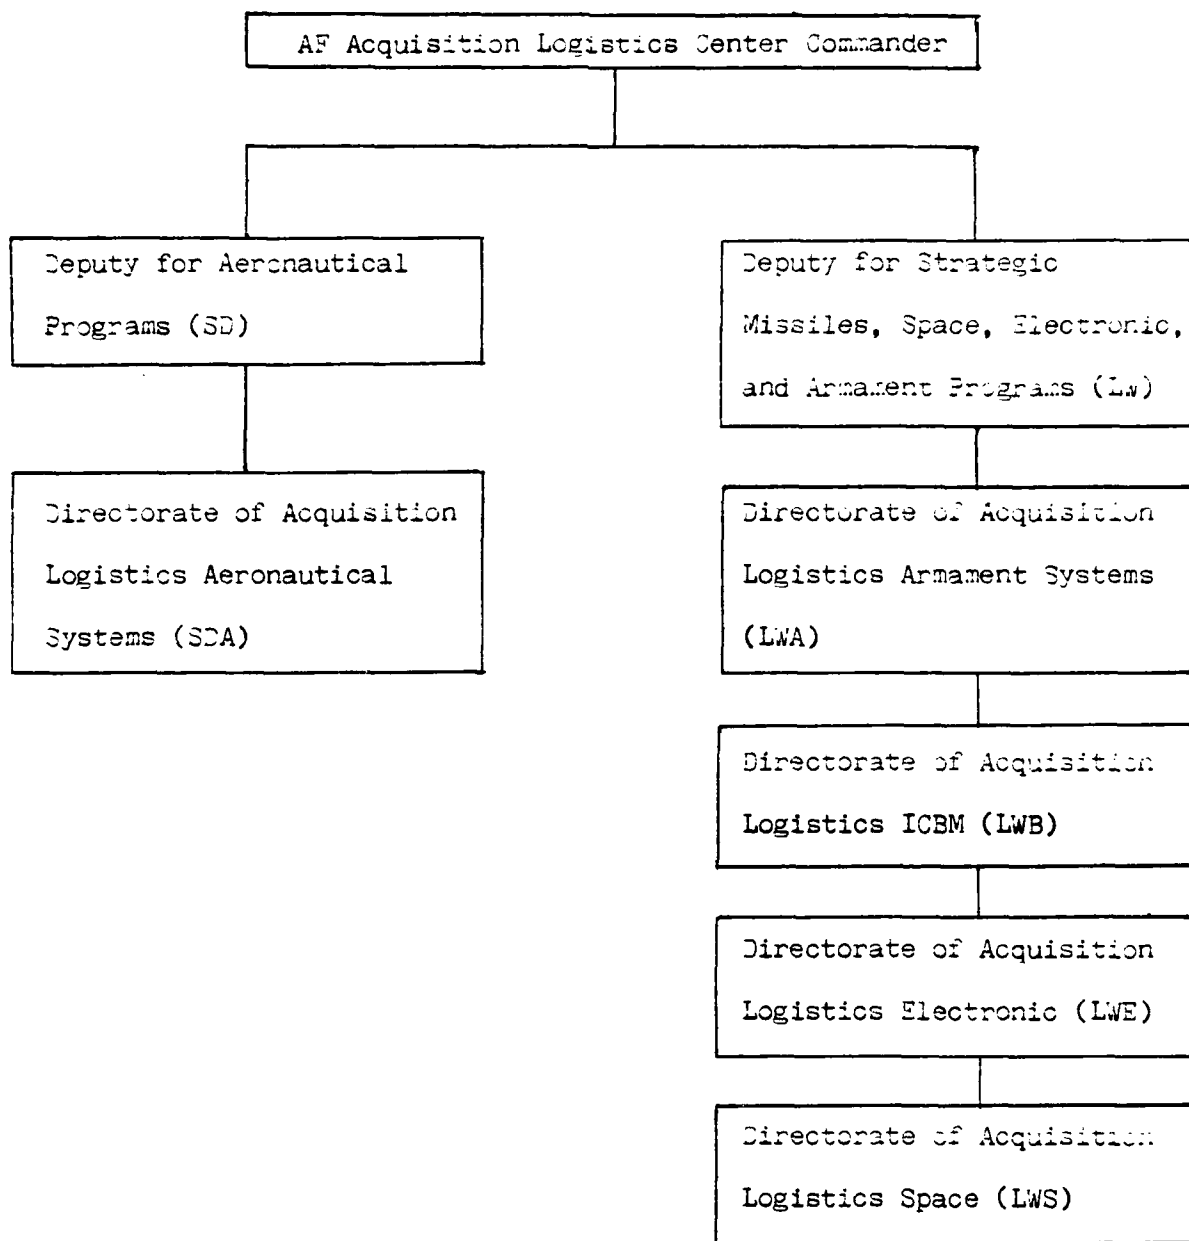 AF Acquisition Logistics Center Commander
Deputy for Aeronautical
Programs (SD)
Directorate of Acquisition
Logistics Aeronautical
Systems (SDA)
Deputy for Strategic
Missiles, Space, Electronic,
and Armament Programs (LW)
Directorate of Acquisition
Logistics Armament Systems
(LWA)
Directorate of Acquisition
Logistics ICBM (LWB)
Directorate of Acquisition
Logistics Electronic (LWE)
Directorate of Acquisition
Logistics Space (LWS)